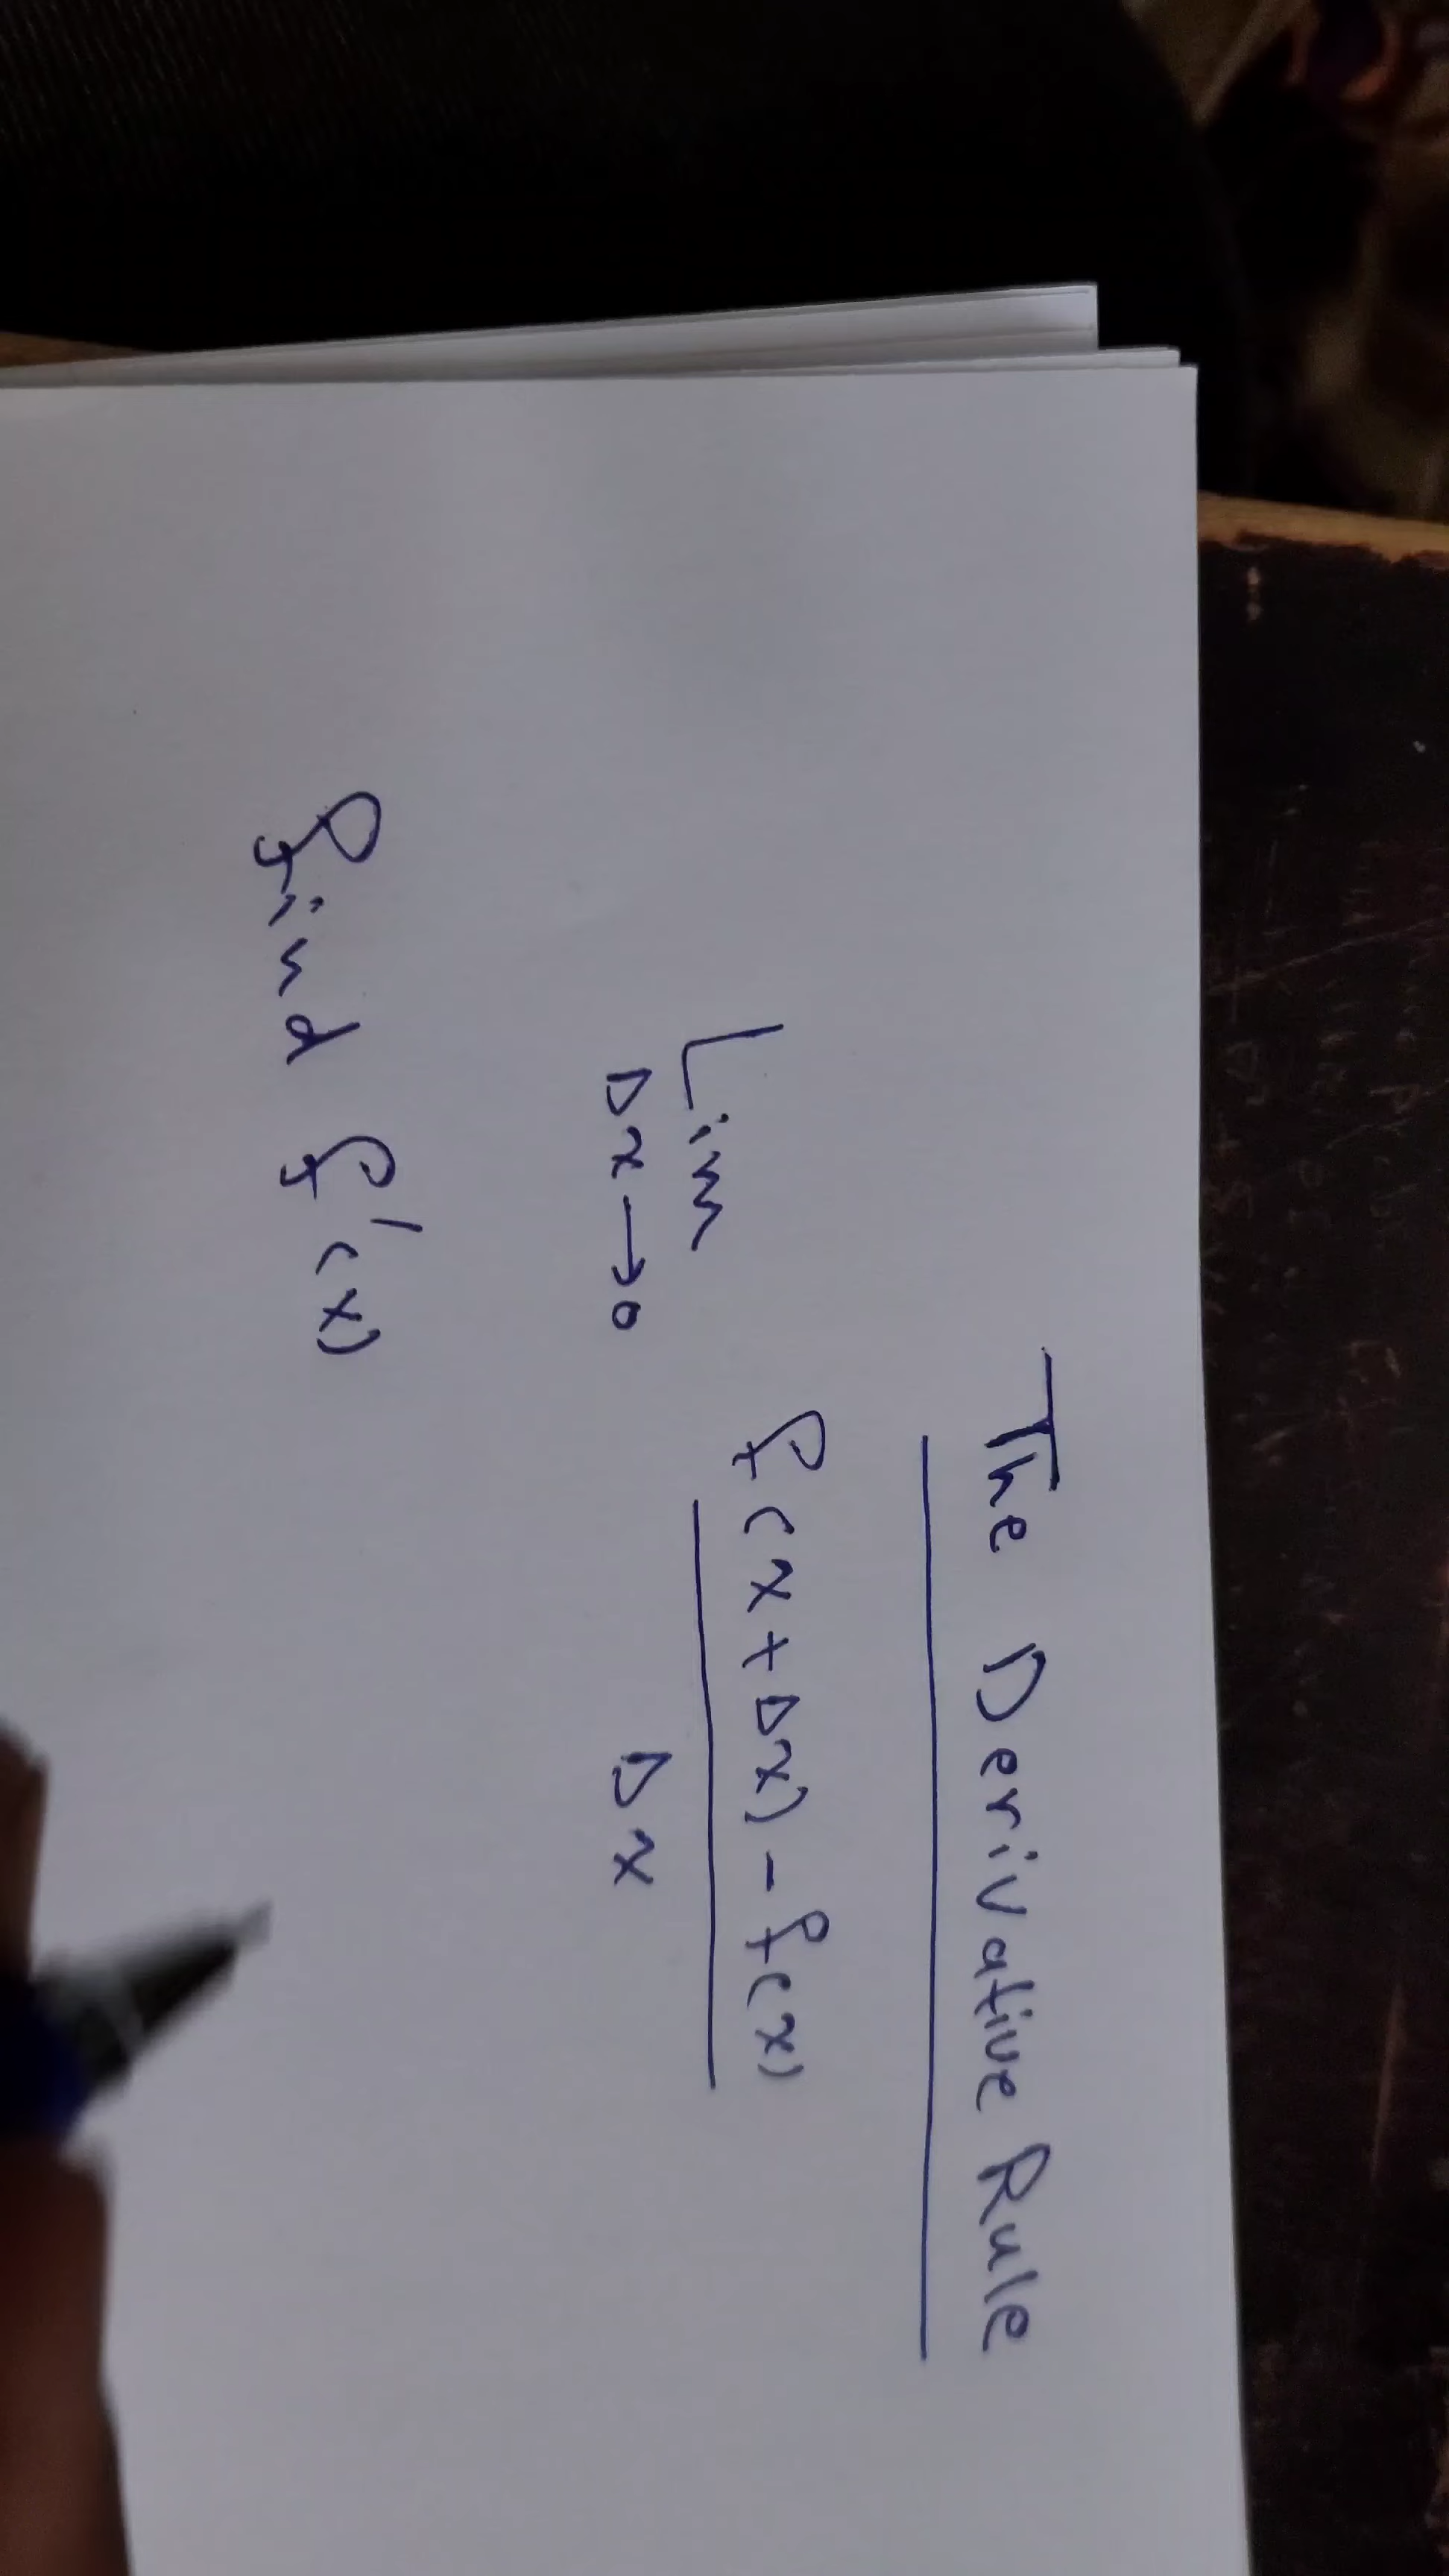 The Derivative Rule
Lim f(x + Δx) - f(x)
Δx → 0 Δx
find f'(x)